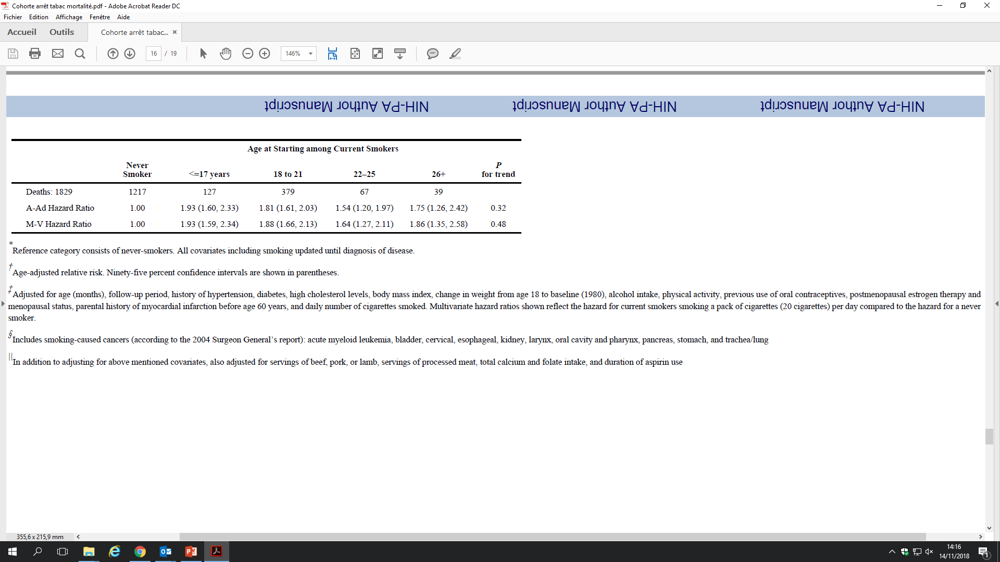 Cohorte arrêt tabac mortalité.pdf - Adobe Acrobat Reader DC
Fichier Edition Affichage Fenêtre Aide
Accueil Outils Cohorte arrêt tabac... ×
16 / 19 146%
NIH-PA Author Manuscript NIH-PA Author Manuscript NIH-PA Author Manuscript
Age at Starting among Current Smokers
Never Smoker <=17 years 18 to 21 22–25 26+ P for trend
Deaths: 1829 1217 127 379 67 39
A-Ad Hazard Ratio 1.00 1.93 (1.60, 2.33) 1.81 (1.61, 2.03) 1.54 (1.20, 1.97) 1.75 (1.26, 2.42) 0.32
M-V Hazard Ratio 1.00 1.93 (1.59, 2.34) 1.88 (1.66, 2.13) 1.64 (1.27, 2.11) 1.86 (1.35, 2.58) 0.48
*Reference category consists of never-smokers. All covariates including smoking updated until diagnosis of disease.
†Age-adjusted relative risk. Ninety-five percent confidence intervals are shown in parentheses.
‡Adjusted for age (months), follow-up period, history of hypertension, diabetes, high cholesterol levels, body mass index, change in weight from age 18 to baseline (1980), alcohol intake, physical activity, previous use of oral contraceptives, postmenopausal estrogen therapy and
menopausal status, parental history of myocardial infarction before age 60 years, and daily number of cigarettes smoked. Multivariate hazard ratios shown reflect the hazard for current smokers smoking a pack of cigarettes (20 cigarettes) per day compared to the hazard for a never
smoker.
§Includes smoking-caused cancers (according to the 2004 Surgeon General's report): acute myeloid leukemia, bladder, cervical, esophageal, kidney, larynx, oral cavity and pharynx, pancreas, stomach, and trachea/lung
||In addition to adjusting for above mentioned covariates, also adjusted for servings of beef, pork, or lamb, servings of processed meat, total calcium and folate intake, and duration of aspirin use
355,6 x 215,9 mm
14:16
14/11/2018
1